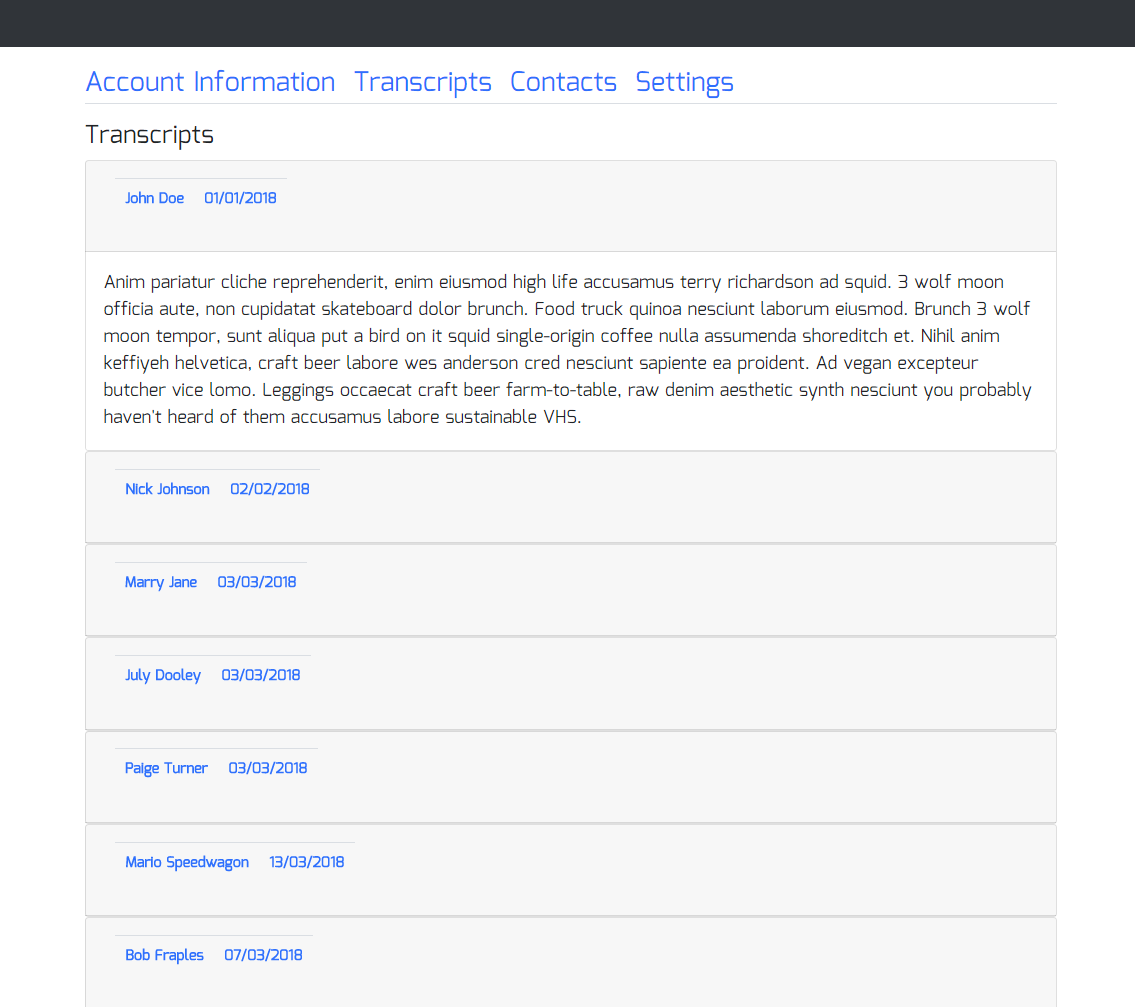 Account Information Transcripts Contacts Settings
Transcripts
John Doe 01/01/2018
Anim pariatur cliche reprehenderit, enim eiusmod high life accusamus terry richardson ad squid. 3 wolf moon
officia aute, non cupidatat skateboard dolor brunch. Food truck quinoa nesciunt laborum eiusmod. Brunch 3 wolf
moon tempor, sunt aliqua put a bird on it squid single-origin coffee nulla assumenda shoreditch et. Nihil anim
keffiyeh helvetica, craft beer labore wes anderson cred nesciunt sapiente ea proident. Ad vegan excepteur
butcher vice lomo. Leggings occaecat craft beer farm-to-table, raw denim aesthetic synth nesciunt you probably
haven't heard of them accusamus labore sustainable VHS.
Nick Johnson 02/02/2018
Marry Jane 03/03/2018
July Dooley 03/03/2018
Paige Turner 03/03/2018
Mario Speedwagon 13/03/2018
Bob Fraples 07/03/2018